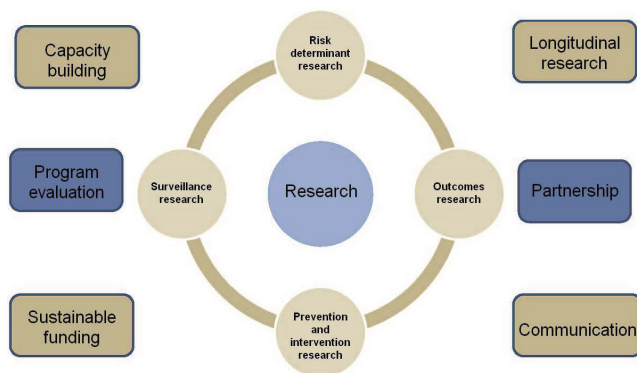 Capacity
building
Risk
determinant
research
Longitudinal
research
Program
evaluation
Surveillance
research
Research
Outcomes
research
Partnership
Sustainable
funding
Prevention
and
intervention
research
Communication